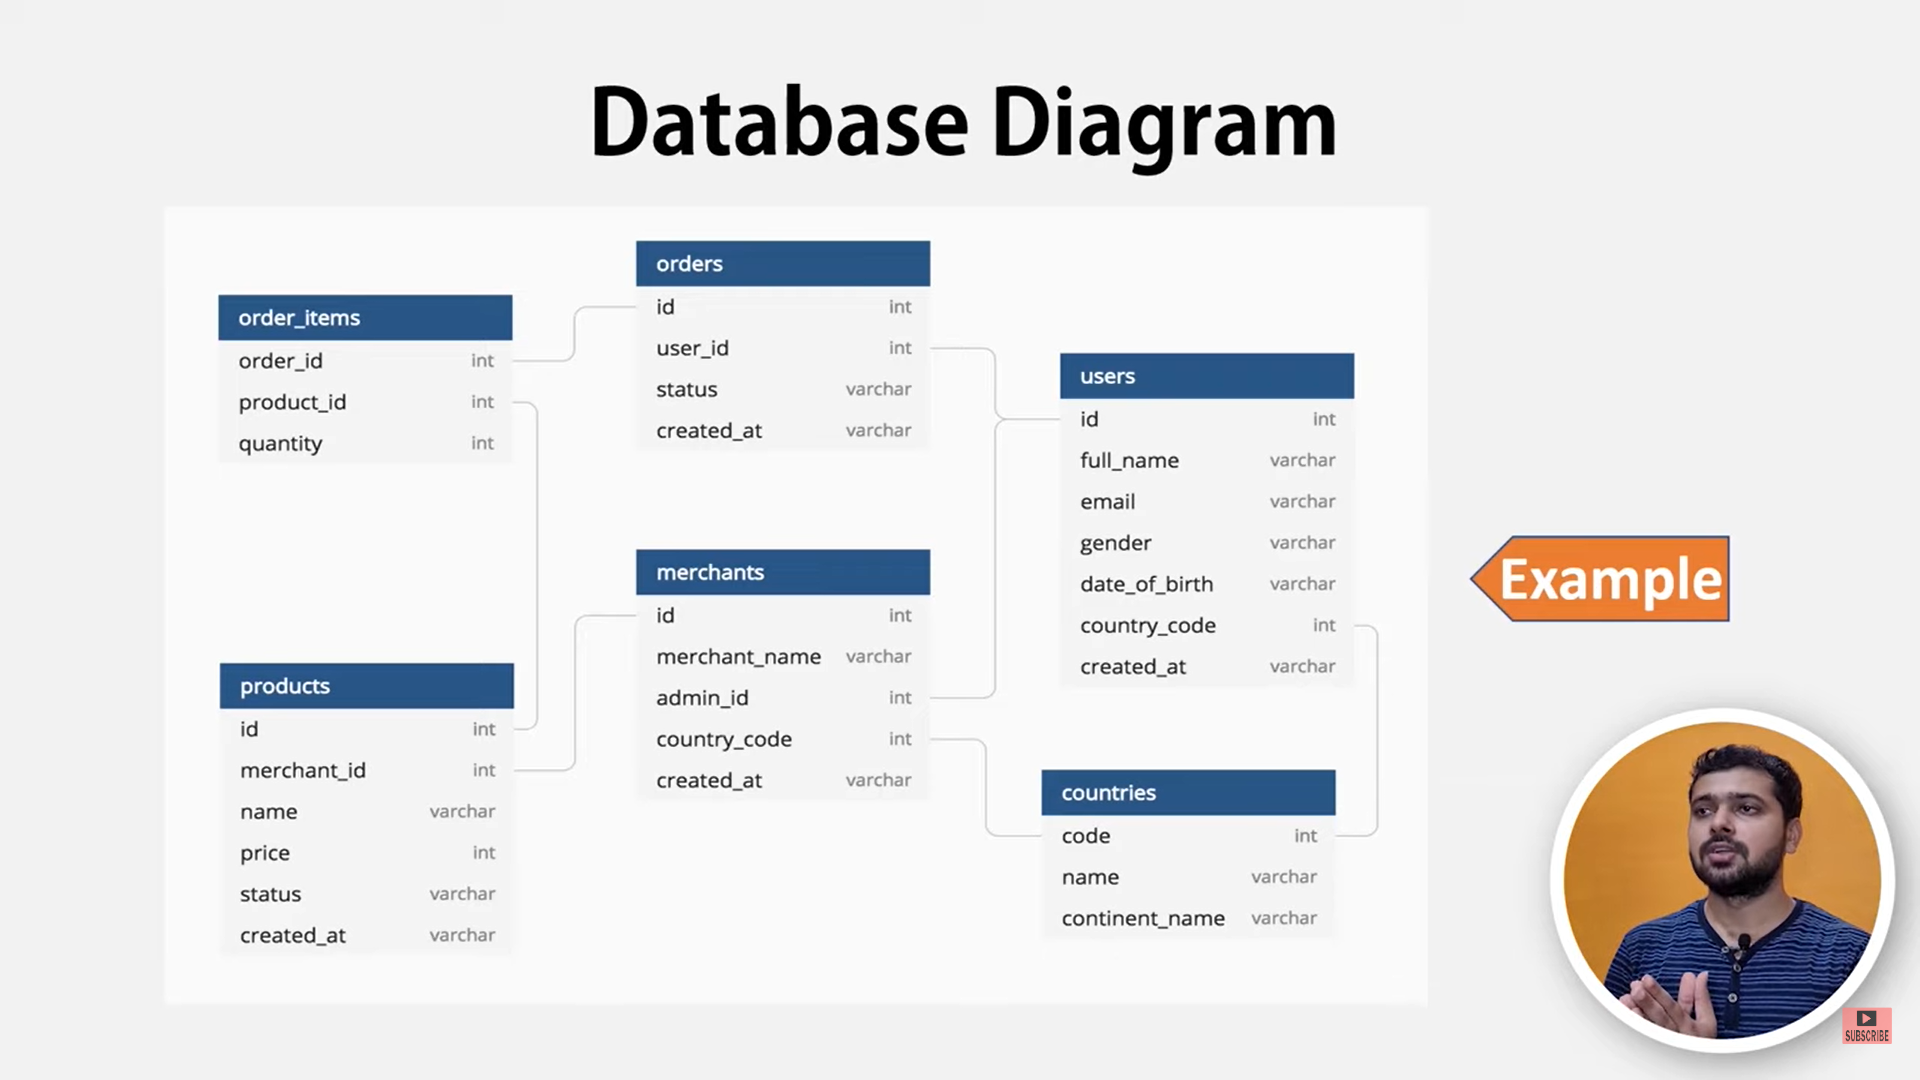 Database Diagram
order_items
order_id int
product_id int
quantity int
orders
id int
user_id int
status varchar
created_at varchar
users
id int
full_name varchar
email varchar
gender varchar
date_of_birth varchar
country_code int
created_at varchar
merchants
id int
merchant_name varchar
admin_id int
country_code int
created_at varchar
products
id int
merchant_id int
name varchar
price int
status varchar
created_at varchar
countries
code int
name varchar
continent_name varchar
Example
SUBSCRIBE